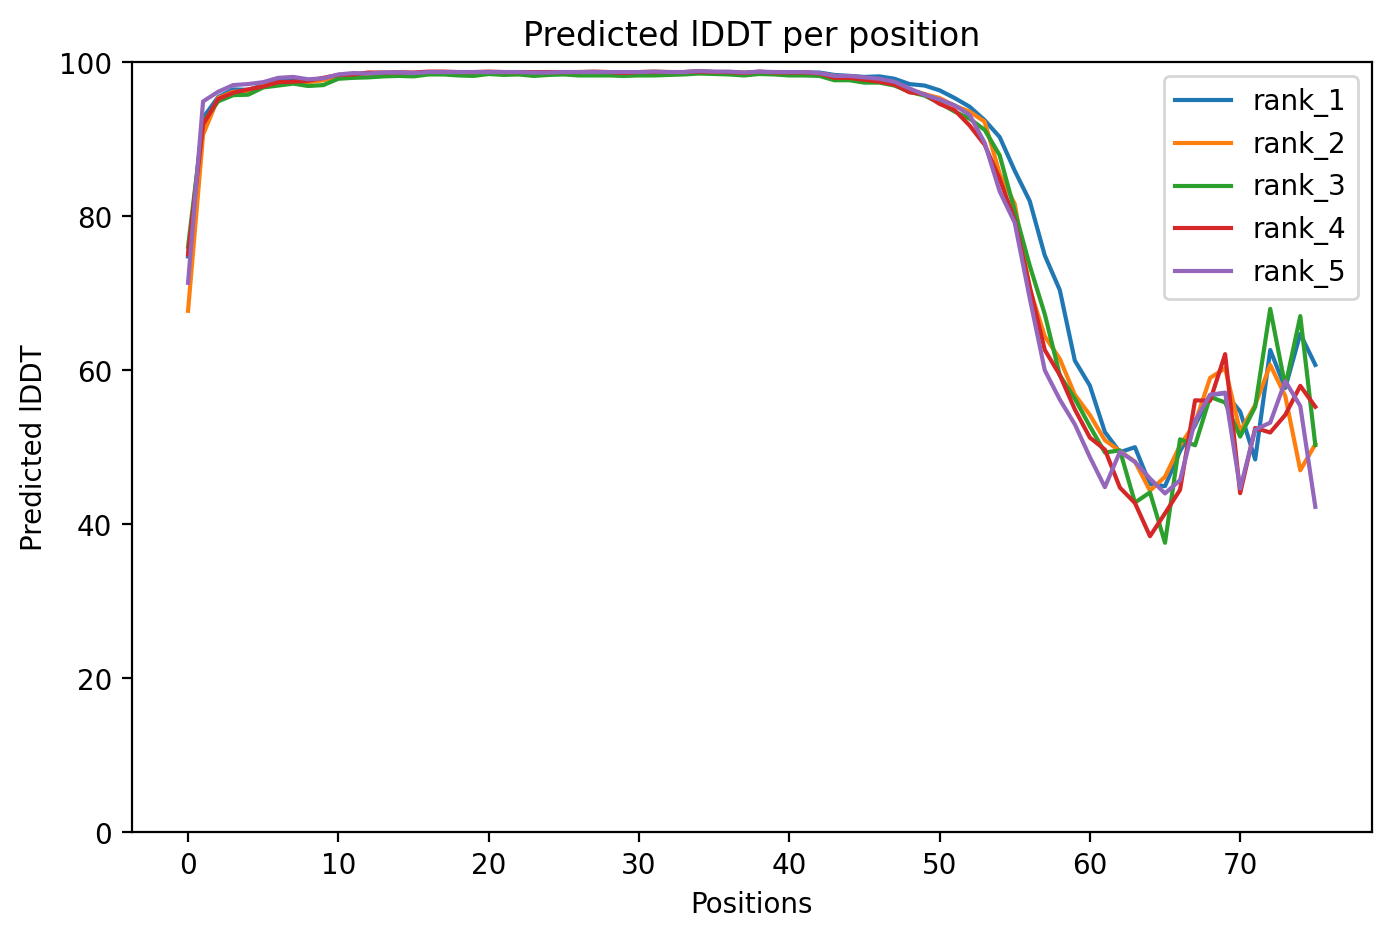 Predicted lDDT per position
100
80
60
40
20
0
Predicted lDDT
0 10 20 30 40 50 60 70
Positions
rank_1
rank_2
rank_3
rank_4
rank_5